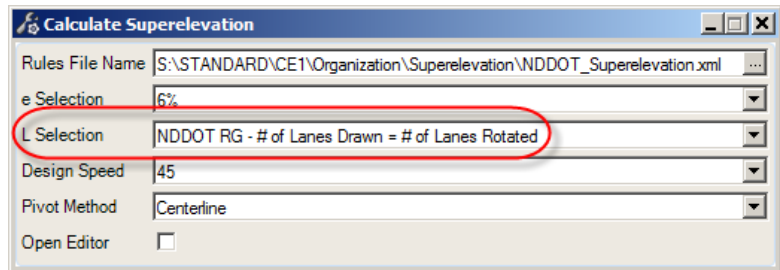 Calculate Superelevation
Rules File Name S:\STANDARD\CE1\Organization\Superelevation\NDDOT_Superelevation.xml ...
e Selection 6%
L Selection NDDOT RG - # of Lanes Drawn = # of Lanes Rotated
Design Speed 45
Pivot Method Centerline
Open Editor